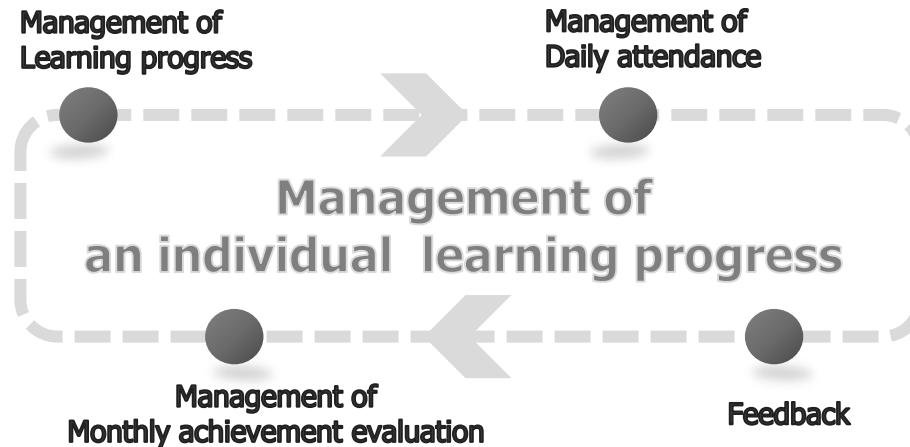 Management of
Learning progress
Management of
Daily attendance
Management of
an individual learning progress
Management of
Monthly achievement evaluation
Feedback